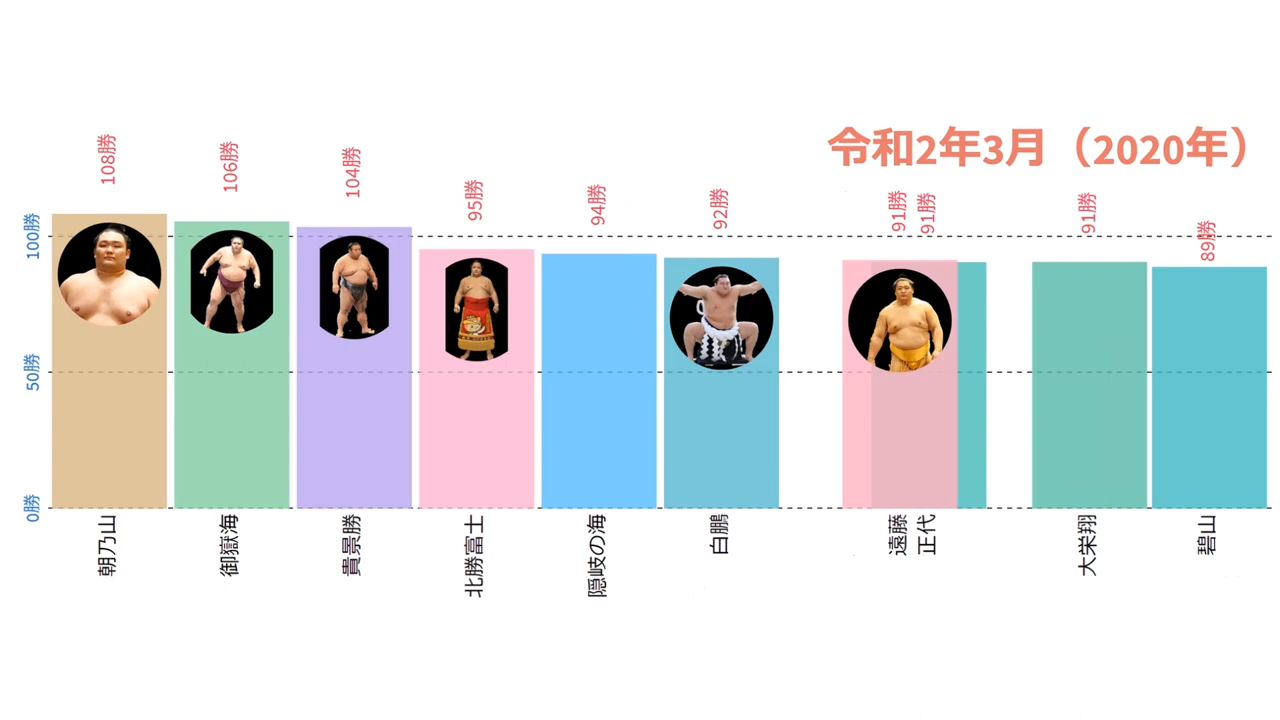 令和2年3月（2020年）
108勝
106勝
104勝
95勝
94勝
92勝
91勝
91勝
91勝
89勝
100勝
50勝
0勝
朝乃山
御嶽海
貴景勝
北勝富士
隠岐の海
白鵬
遠藤
正代
大栄翔
碧山